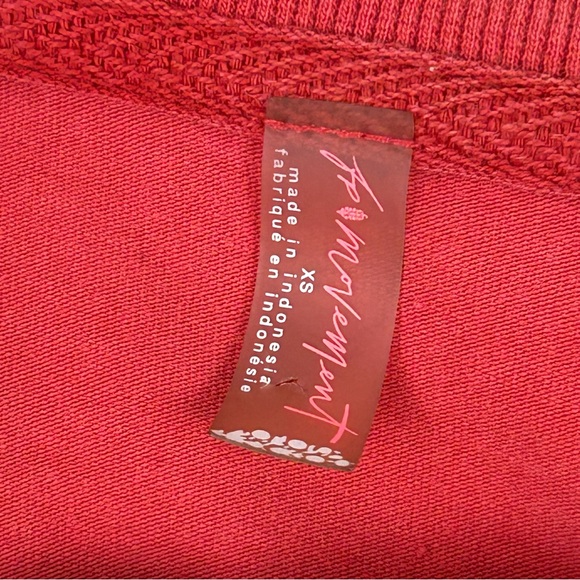 fp movement
XS
made in indonesia
fabriqué en indonésie